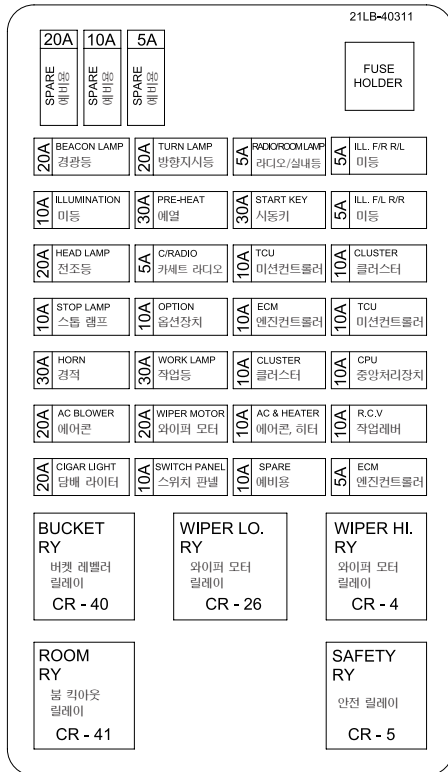 21LB-40311
20A
10A
5A
SPARE
예비용
SPARE
예비용
SPARE
예비용
FUSE
HOLDER
20A
BEACON LAMP
경광등
20A
TURN LAMP
방향지시등
5A
RADIO/ROOM LAMP
라디오/실내등
5A
ILL. F/R R/L
미등
10A
ILLUMINATION
미등
30A
PRE-HEAT
예열
30A
START KEY
시동키
5A
ILL. F/L R/R
미등
20A
HEAD LAMP
전조등
5A
C/RADIO
카세트 라디오
10A
TCU
미션컨트롤러
10A
CLUSTER
클러스터
10A
STOP LAMP
스톱 램프
10A
OPTION
옵션장치
10A
ECM
엔진컨트롤러
10A
TCU
미션컨트롤러
30A
HORN
경적
30A
WORK LAMP
작업등
10A
CLUSTER
클러스터
10A
CPU
중앙처리장치
20A
AC BLOWER
에어콘
20A
WIPER MOTOR
와이퍼 모터
10A
AC & HEATER
에어콘, 히터
10A
R.C.V
작업레버
20A
CIGAR LIGHT
담배 라이터
10A
SWITCH PANEL
스위치 판넬
10A
SPARE
예비용
5A
ECM
엔진컨트롤러
BUCKET
RY
버켓 레벨러
릴레이
CR - 40
WIPER LO.
RY
와이퍼 모터
릴레이
CR - 26
WIPER HI.
RY
와이퍼 모터
릴레이
CR - 4
ROOM
RY
붐 킥아웃
릴레이
CR - 41
SAFETY
RY
안전 릴레이
CR - 5